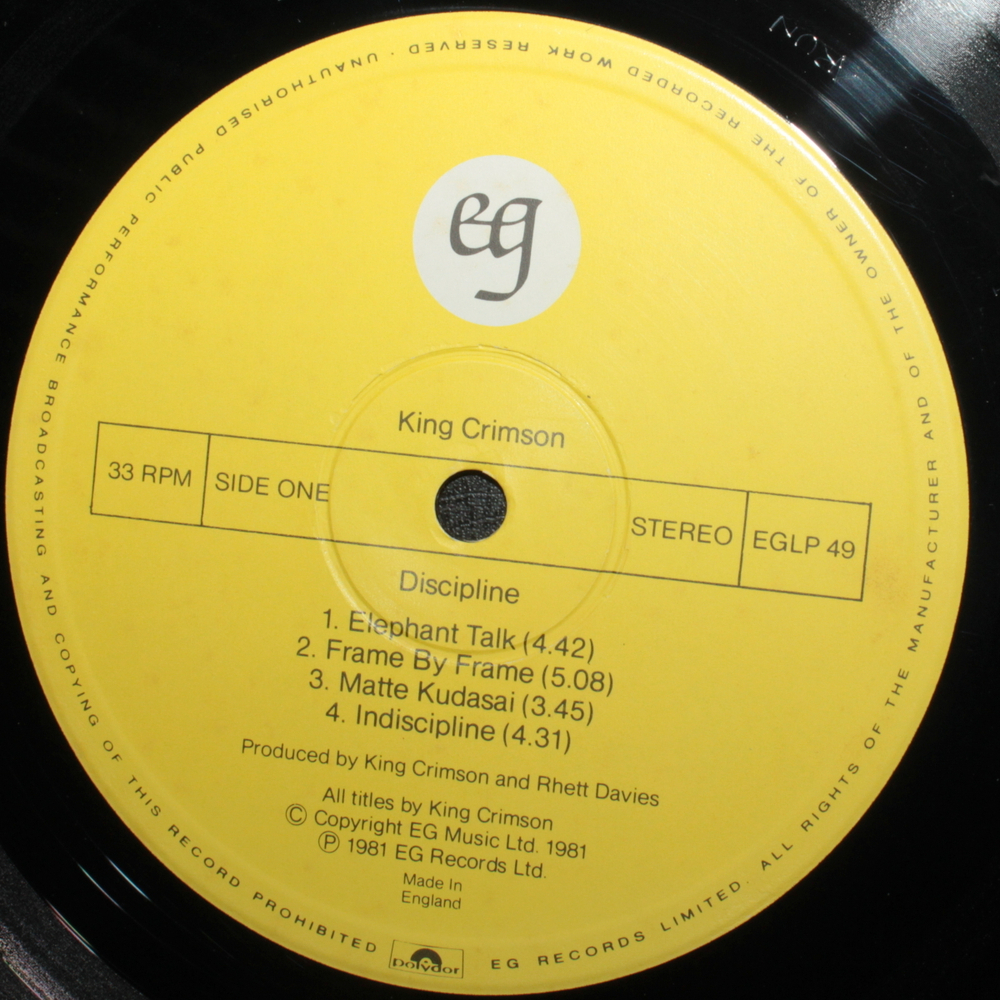 eg
King Crimson
33 RPM
SIDE ONE
STEREO
EGLP 49
Discipline
1. Elephant Talk (4.42)
2. Frame By Frame (5.08)
3. Matte Kudasai (3.45)
4. Indiscipline (4.31)
Produced by King Crimson and Rhett Davies
All titles by King Crimson
© Copyright EG Music Ltd. 1981
℗ 1981 EG Records Ltd.
Made In
England
polydor
EG RECORDS LIMITED. ALL RIGHTS OF THE MANUFACTURER AND OF THE OWNER OF THE RECORDED WORK RESERVED · UNAUTHORISED PUBLIC PERFORMANCE BROADCASTING AND COPYING OF THIS RECORD PROHIBITED